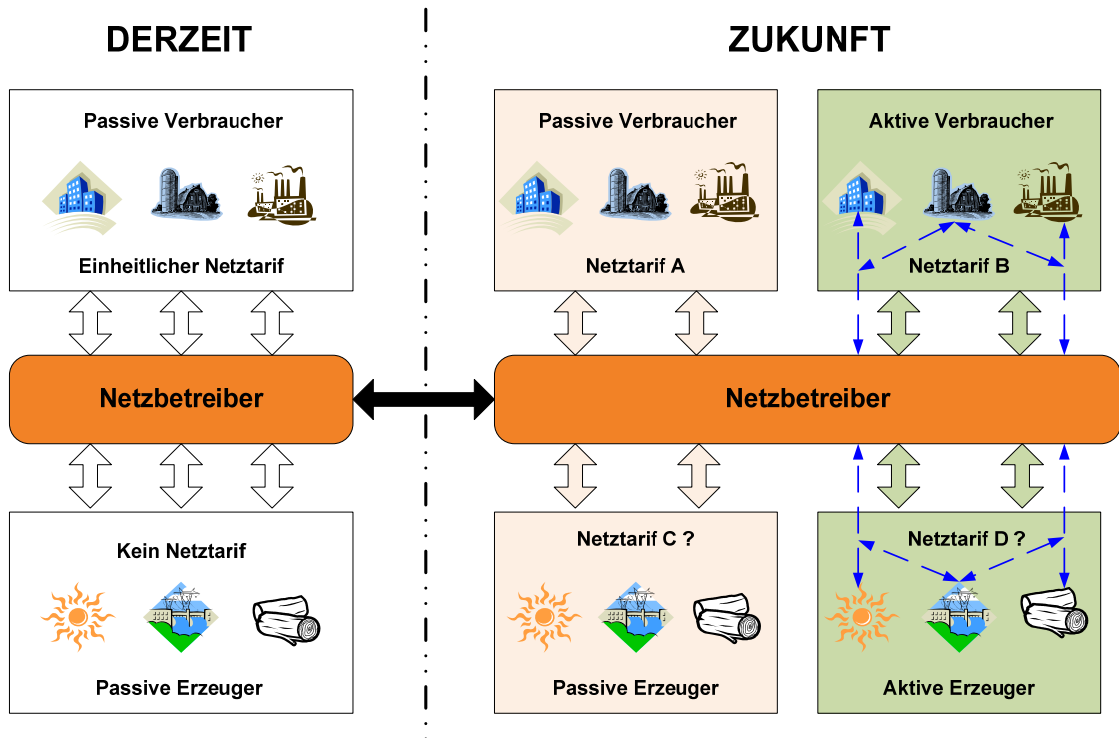 DERZEIT
Passive Verbraucher
Einheitlicher Netztarif
Netzbetreiber
Kein Netztarif
Passive Erzeuger
ZUKUNFT
Passive Verbraucher
Netztarif A
Aktive Verbraucher
Netztarif B
Netzbetreiber
Netztarif C ?
Passive Erzeuger
Netztarif D ?
Aktive Erzeuger